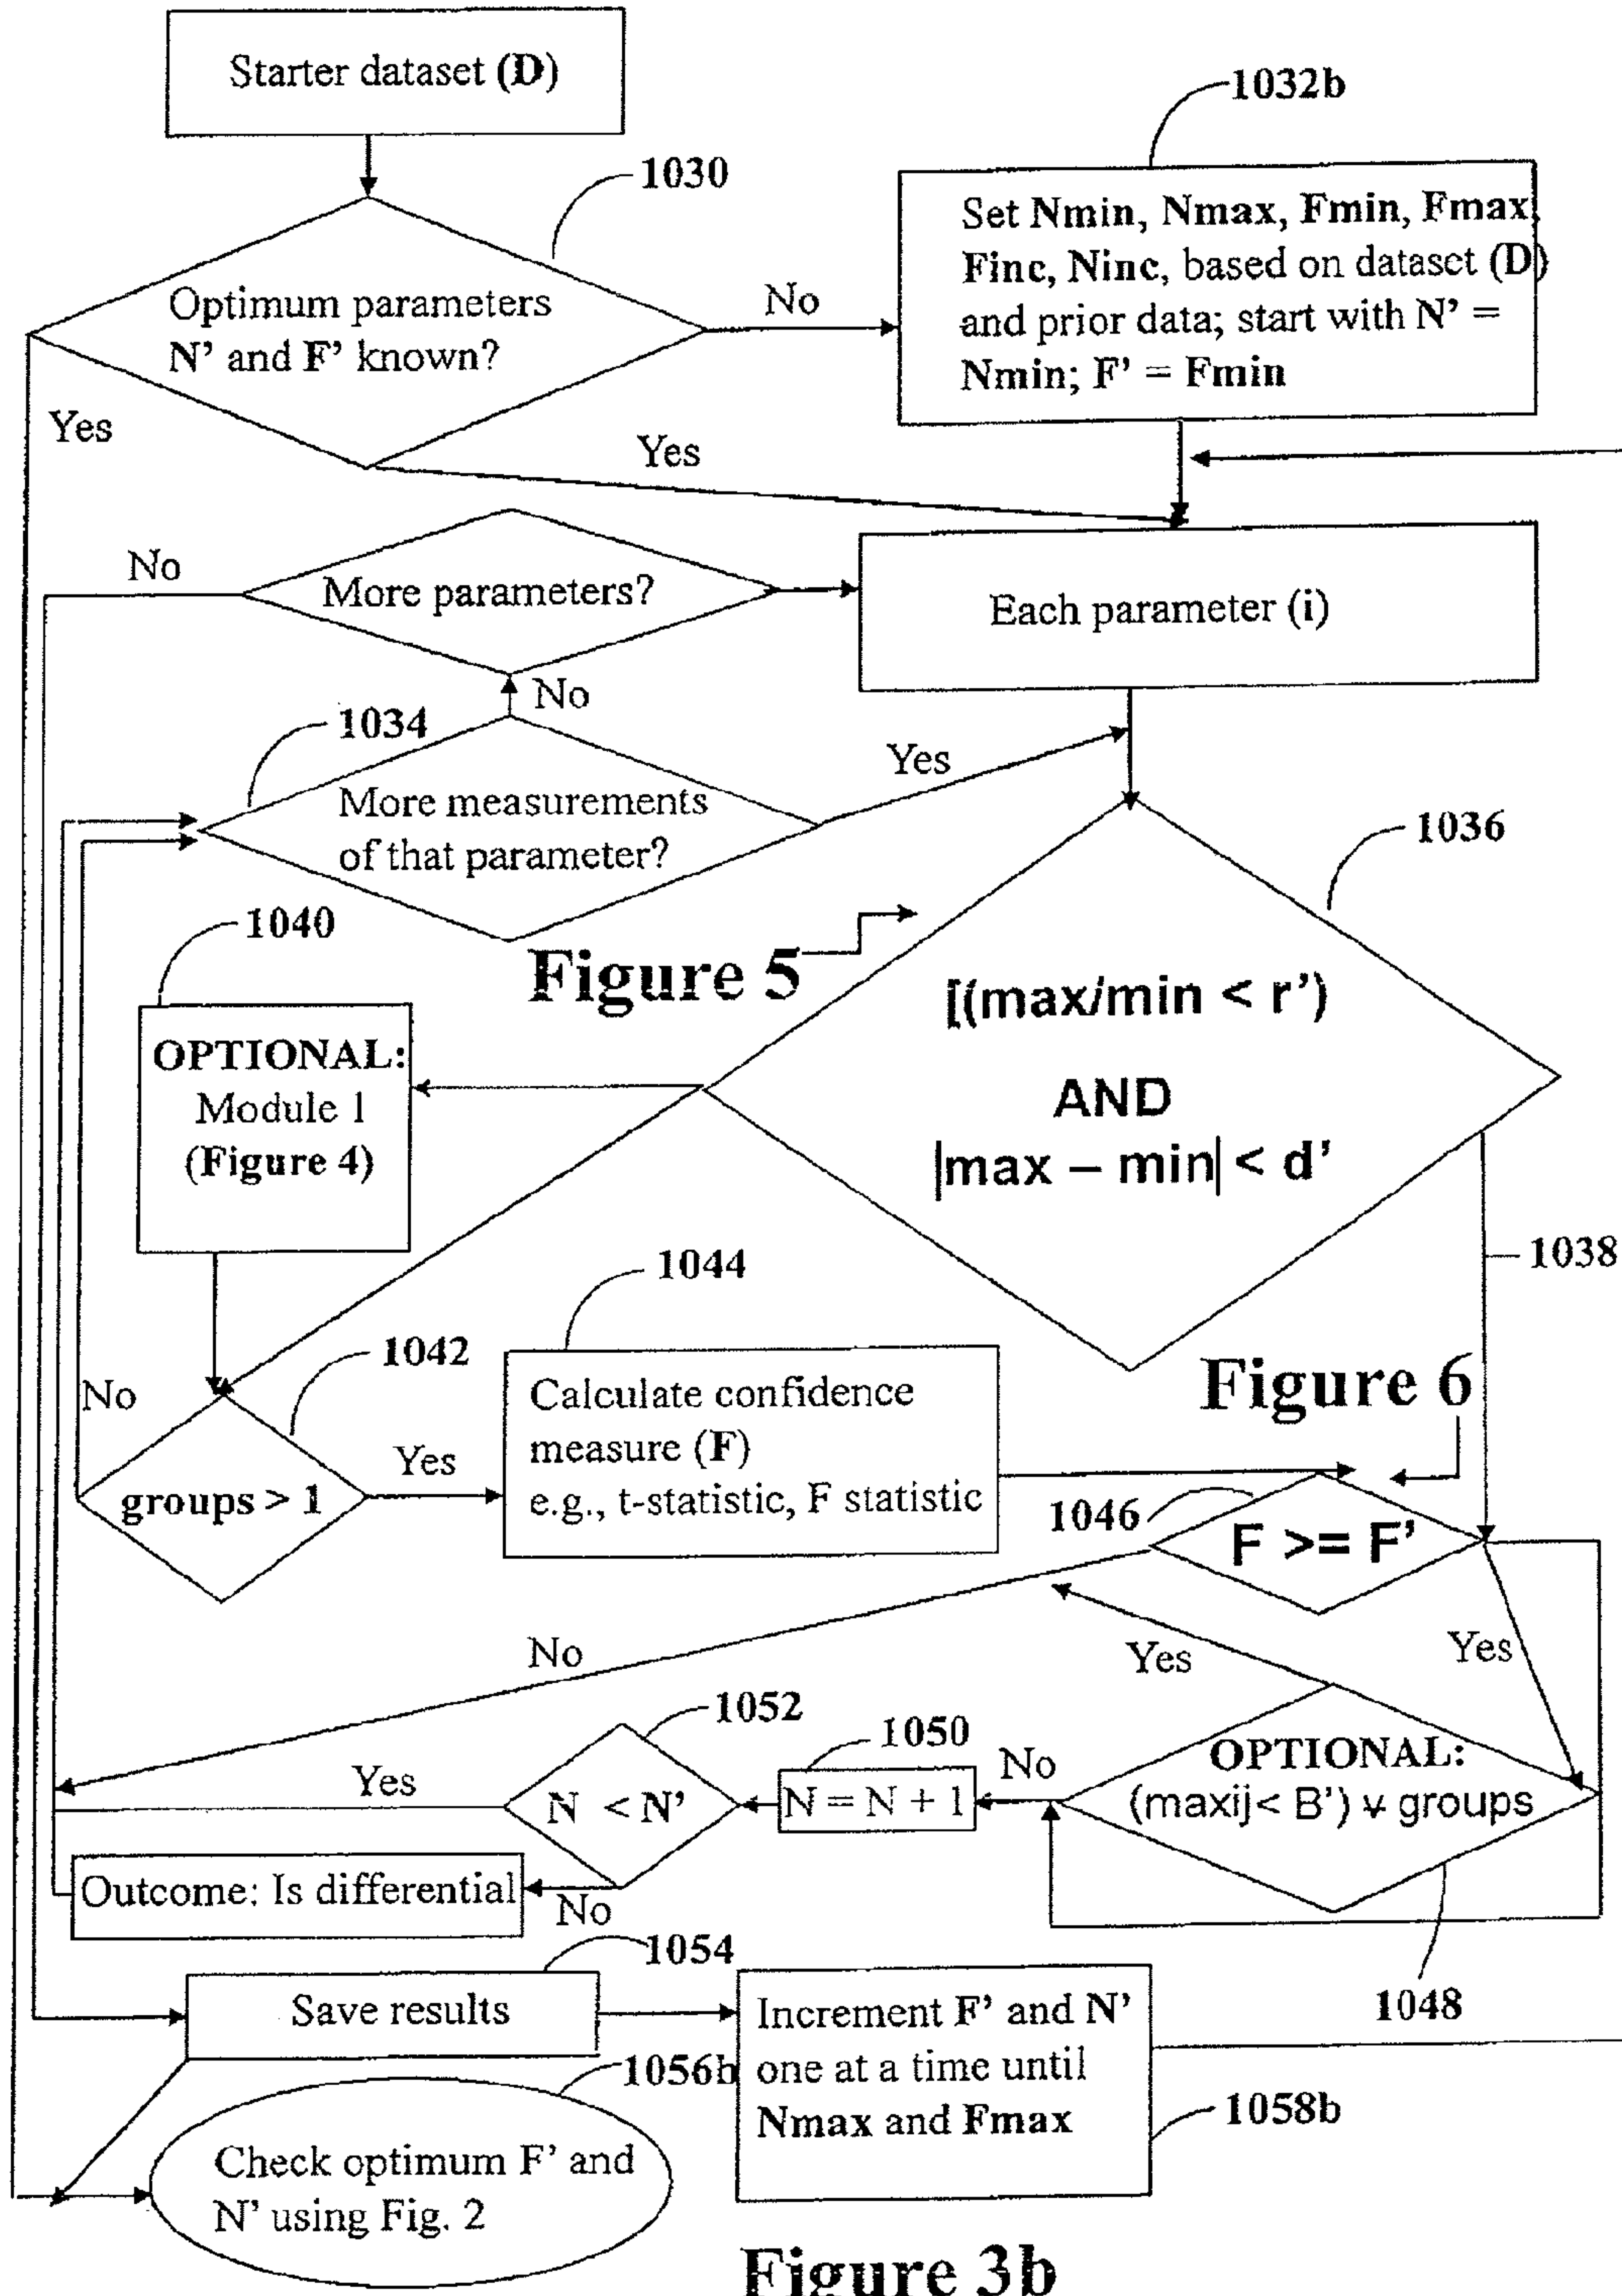 Starter dataset (D)
1032b
1030
Set Nmin, Nmax, Fmin, Fmax,
Finc, Ninc, based on dataset (D)
and prior data; start with N' =
Nmin; F' = Fmin
Optimum parameters
N' and F' known?
No
Yes
Yes
No
More parameters?
Each parameter (i)
No
1034
More measurements
of that parameter?
Yes
1036
1040
Figure 5
[(max/min < r')
AND
|max – min| < d'
OPTIONAL:
Module 1
(Figure 4)
1038
1044
1042
No
Calculate confidence
measure (F)
e.g., t-statistic, F statistic
Figure 6
groups > 1
Yes
1046
F >= F'
No
Yes
Yes
1052
1050
No
OPTIONAL:
(maxij< B') v groups
Yes
N < N'
N = N + 1
Outcome: Is differential
No
1054
1048
Save results
Increment F' and N'
one at a time until
Nmax and Fmax
1056b
1058b
Check optimum F' and
N' using Fig. 2
Figure 3b